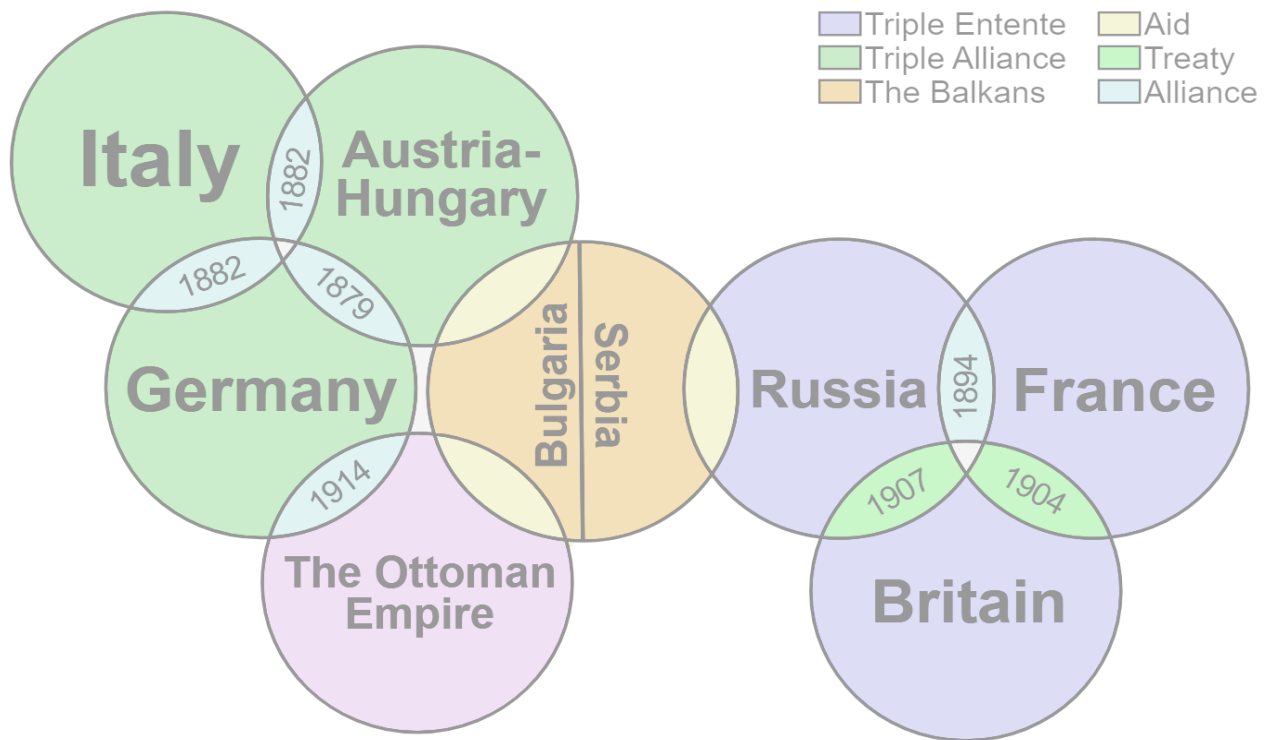 Triple Entente
Triple Alliance
The Balkans
Aid
Treaty
Alliance
Italy
1882
Austria-
Hungary
1882
1879
Germany
Bulgaria
Serbia
Russia
1894
France
1914
1907
1904
The Ottoman
Empire
Britain